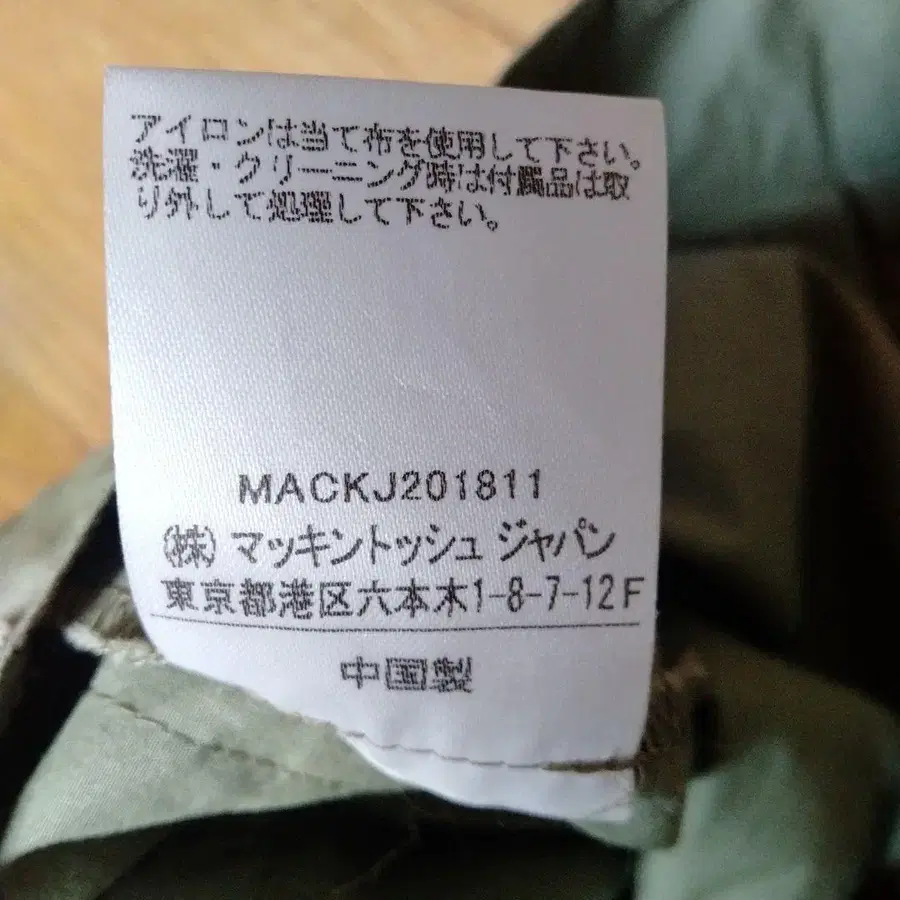 アイロンは当て布を使用して下さい。
洗濯・クリーニング時は付属品は取
り外して処理して下さい。
MACKJ201811
(株) マッキントッシュ ジャパン
東京都港区六本木1-8-7-12F
中国製